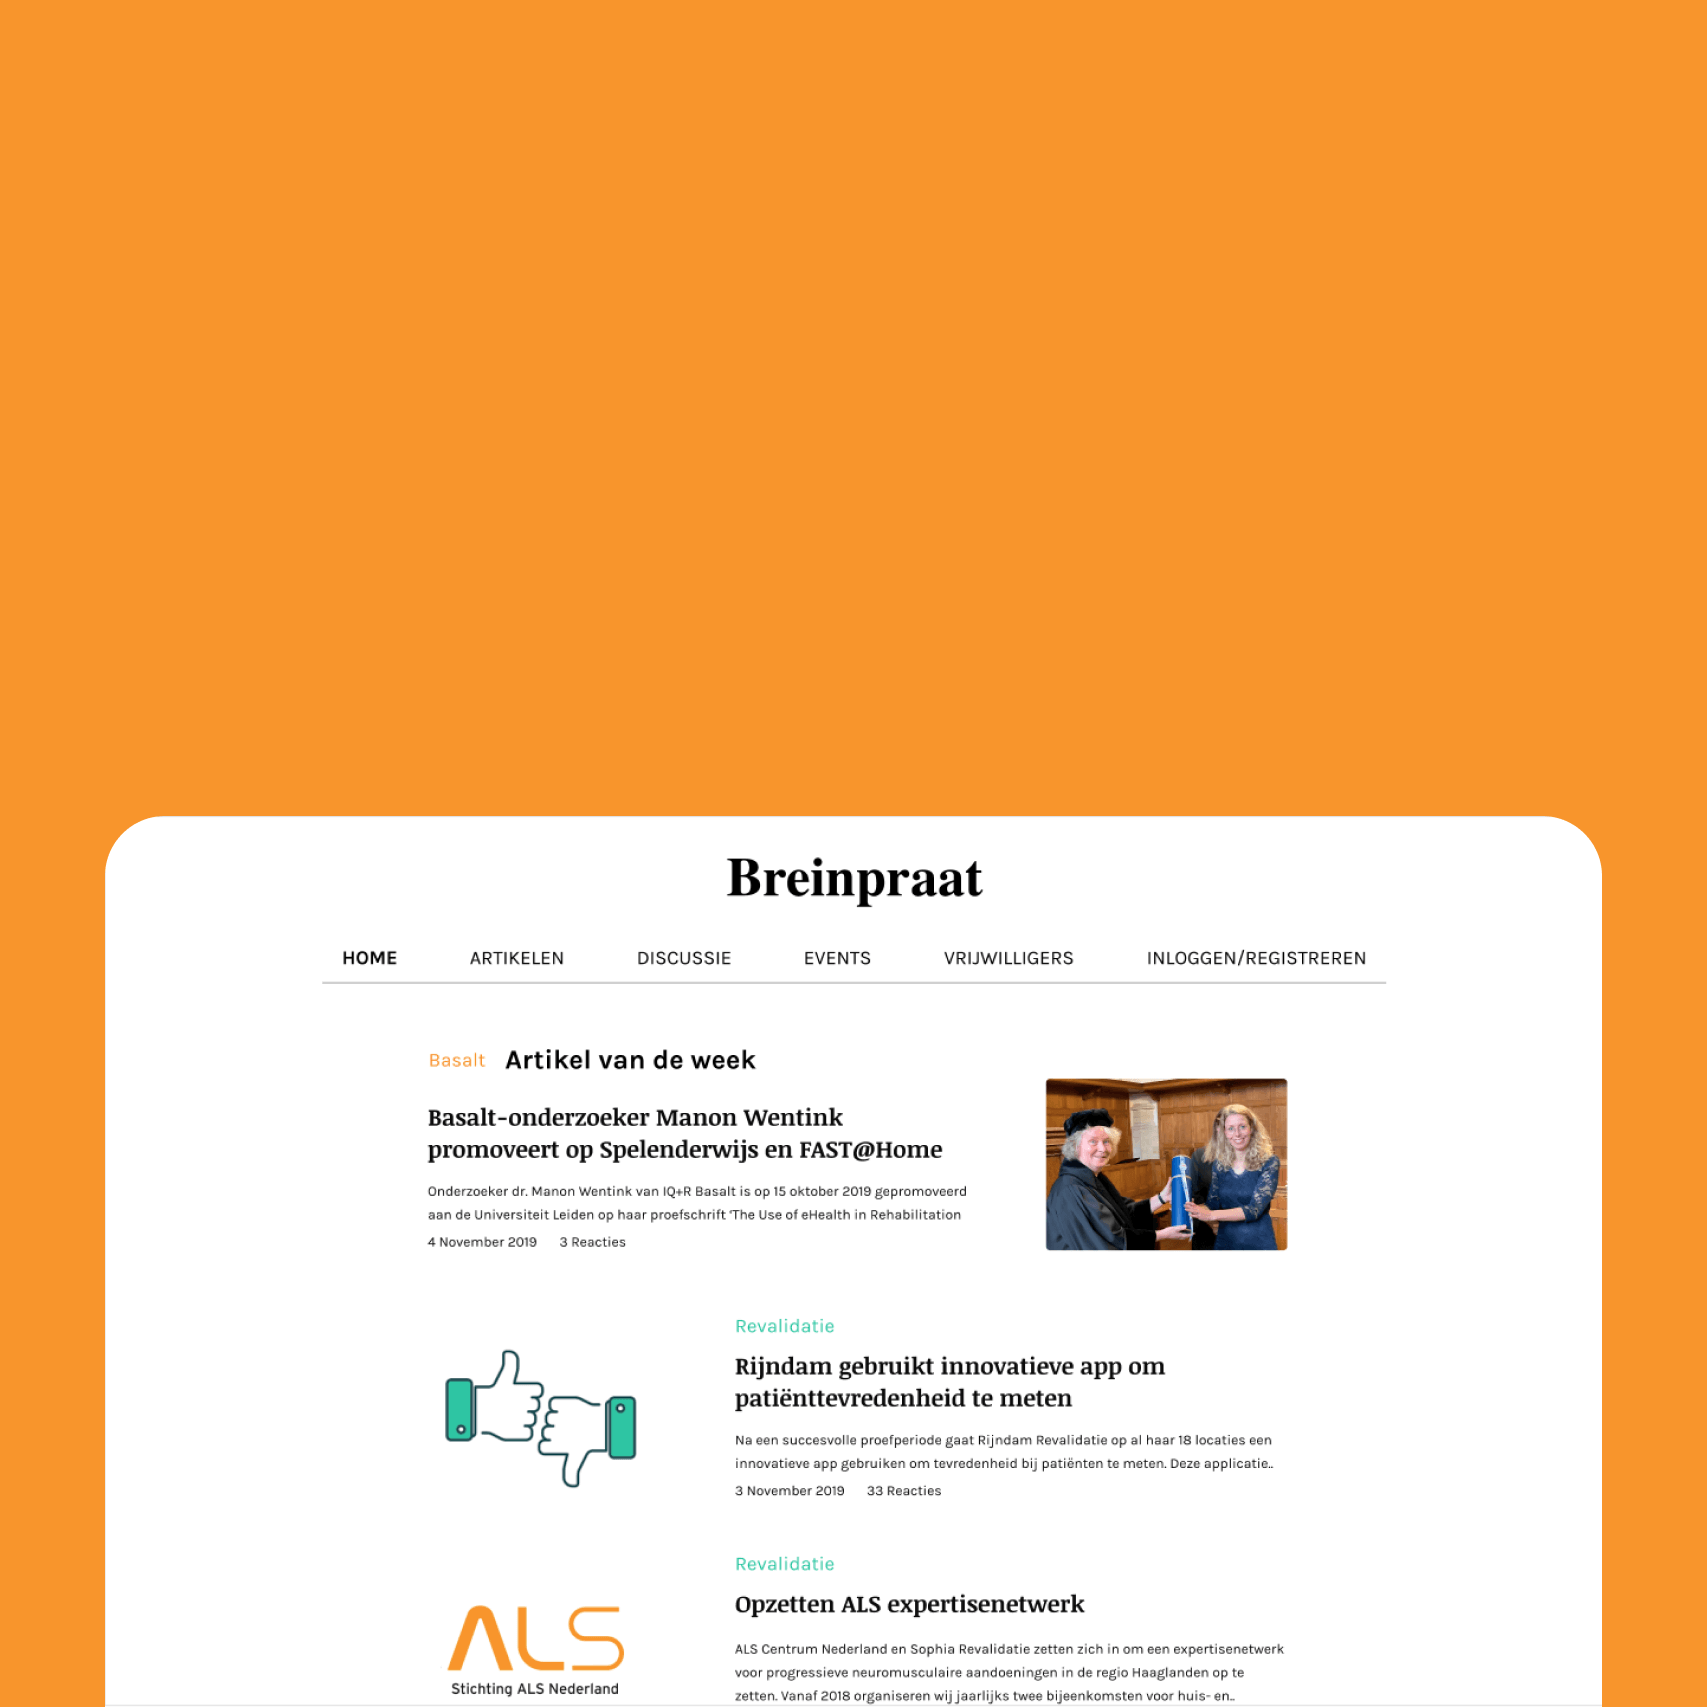 Breinpraat
HOME ARTIKELEN DISCUSSIE EVENTS VRIJWILLIGERS INLOGGEN/REGISTREREN
Basalt Artikel van de week
Basalt-onderzoeker Manon Wentink
promoveert op Spelenderwijs en FAST@Home
Onderzoeker dr. Manon Wentink van IQ+R Basalt is op 15 oktober 2019 gepromoveerd
aan de Universiteit Leiden op haar proefschrift 'The Use of eHealth in Rehabilitation
4 November 2019 3 Reacties
Revalidatie
Rijndam gebruikt innovatieve app om
patiënttevredenheid te meten
Na een succesvolle proefperiode gaat Rijndam Revalidatie op al haar 18 locaties een
innovatieve app gebruiken om tevredenheid bij patiënten te meten. Deze applicatie..
3 November 2019 33 Reacties
ALS
Stichting ALS Nederland
Revalidatie
Opzetten ALS expertisenetwerk
ALS Centrum Nederland en Sophia Revalidatie zetten zich in om een expertisenetwerk
voor progressieve neuromusculaire aandoeningen in de regio Haaglanden op te
zetten. Vanaf 2018 organiseren wij jaarlijks twee bijeenkomsten voor huis- en..